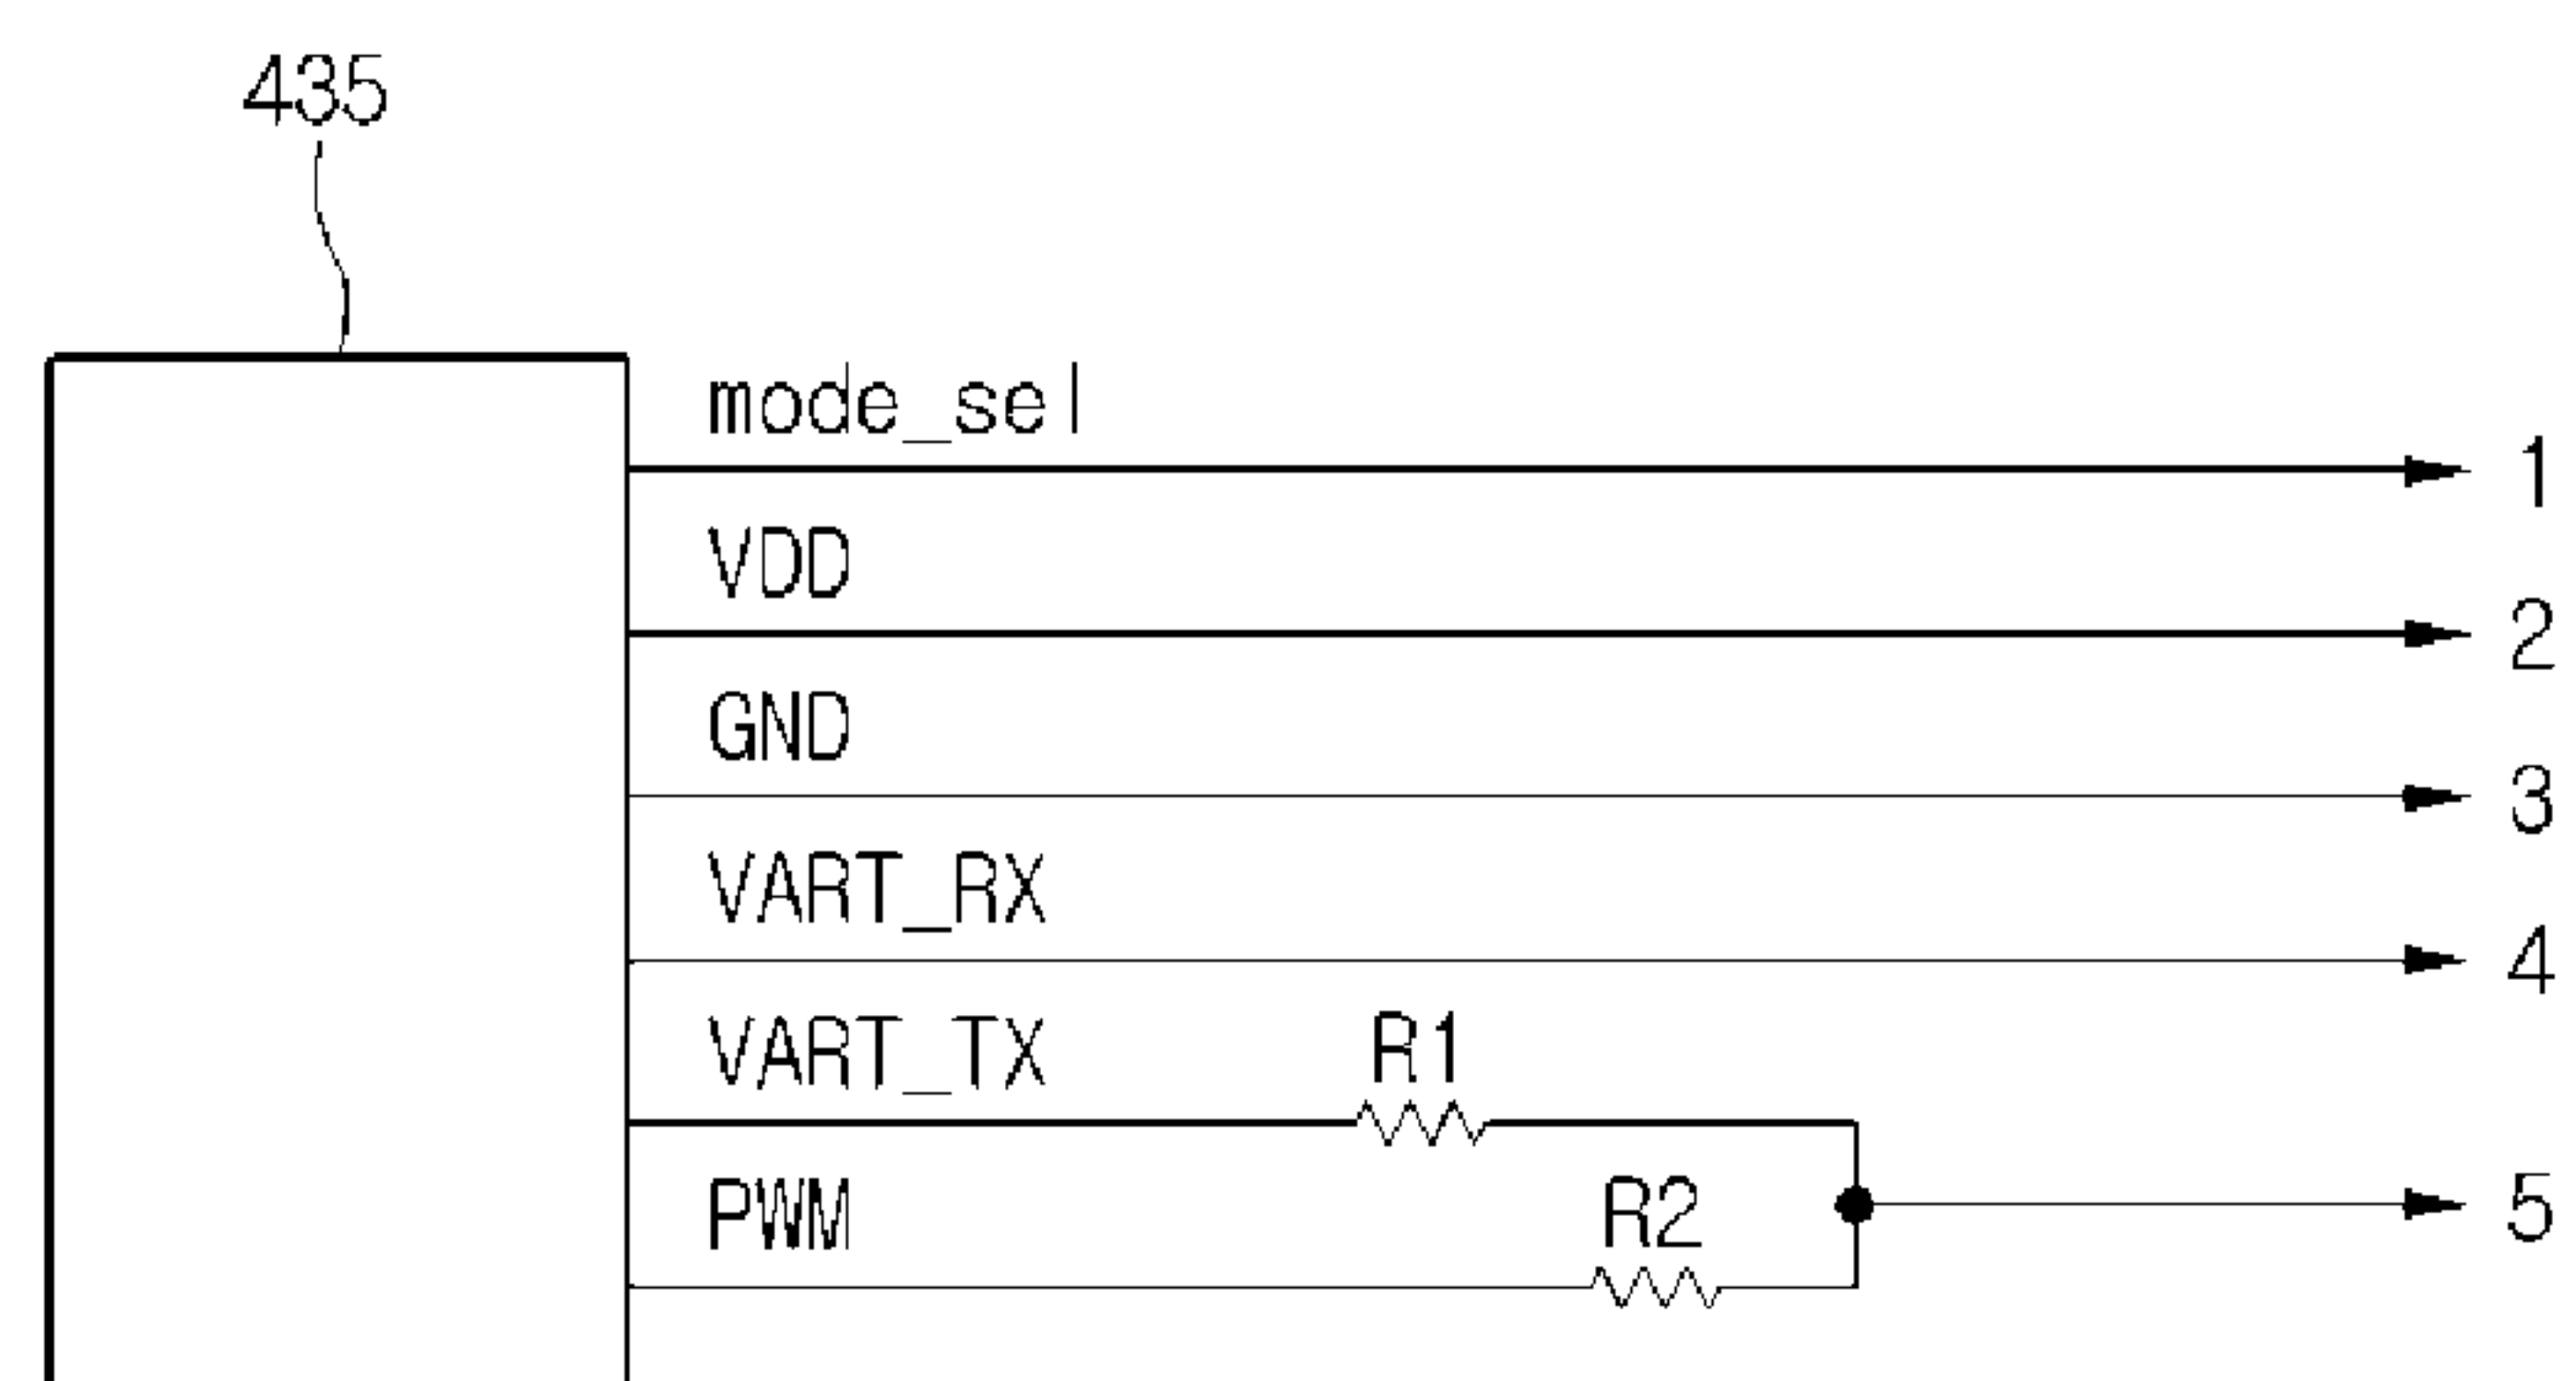 435
mode_sel
1
VDD
2
GND
3
VART_RX
4
VART_TX
R1
PWM
R2
5